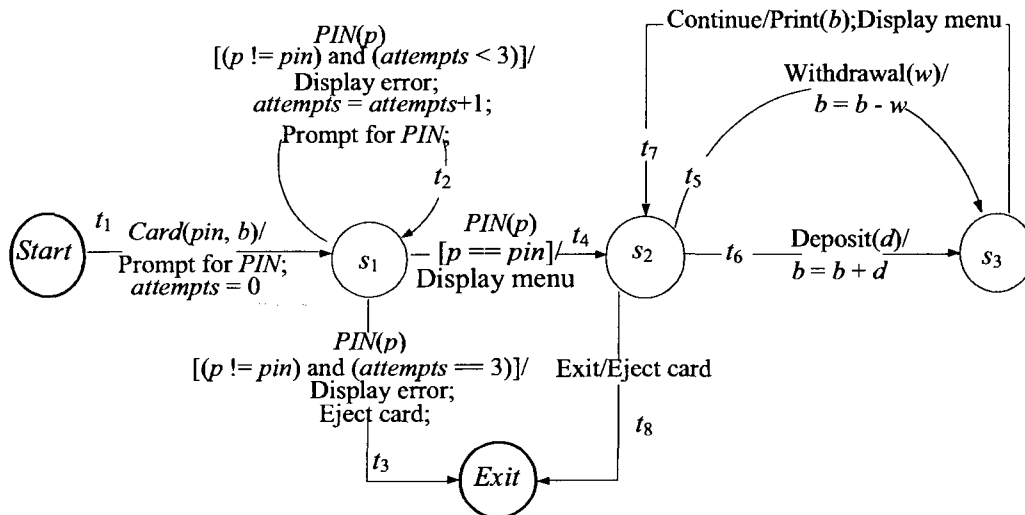 Continue/Print(b);Display menu
PIN(p)
[(p != pin) and (attempts < 3)]/
Display error;
attempts = attempts+1;
Prompt for PIN;
Withdrawal(w)/
b = b - w
t7
t5
t2
t1
Card(pin, b)/
Prompt for PIN;
attempts = 0
Start
s1
PIN(p)
[p == pin]/
Display menu
t4
s2
t6
Deposit(d)/
b = b + d
s3
PIN(p)
[(p != pin) and (attempts == 3)]/
Display error;
Eject card;
Exit/Eject card
t8
t3
Exit